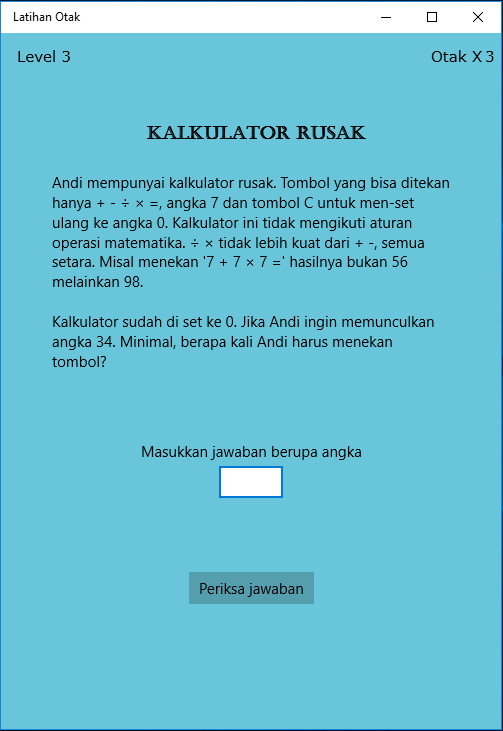 Latihan Otak
Level 3
Otak X 3
KALKULATOR RUSAK
Andi mempunyai kalkulator rusak. Tombol yang bisa ditekan
hanya + - ÷ × =, angka 7 dan tombol C untuk men-set
ulang ke angka 0. Kalkulator ini tidak mengikuti aturan
operasi matematika. ÷ × tidak lebih kuat dari + -, semua
setara. Misal menekan '7 + 7 × 7 =' hasilnya bukan 56
melainkan 98.
Kalkulator sudah di set ke 0. Jika Andi ingin memunculkan
angka 34. Minimal, berapa kali Andi harus menekan
tombol?
Masukkan jawaban berupa angka
Periksa jawaban